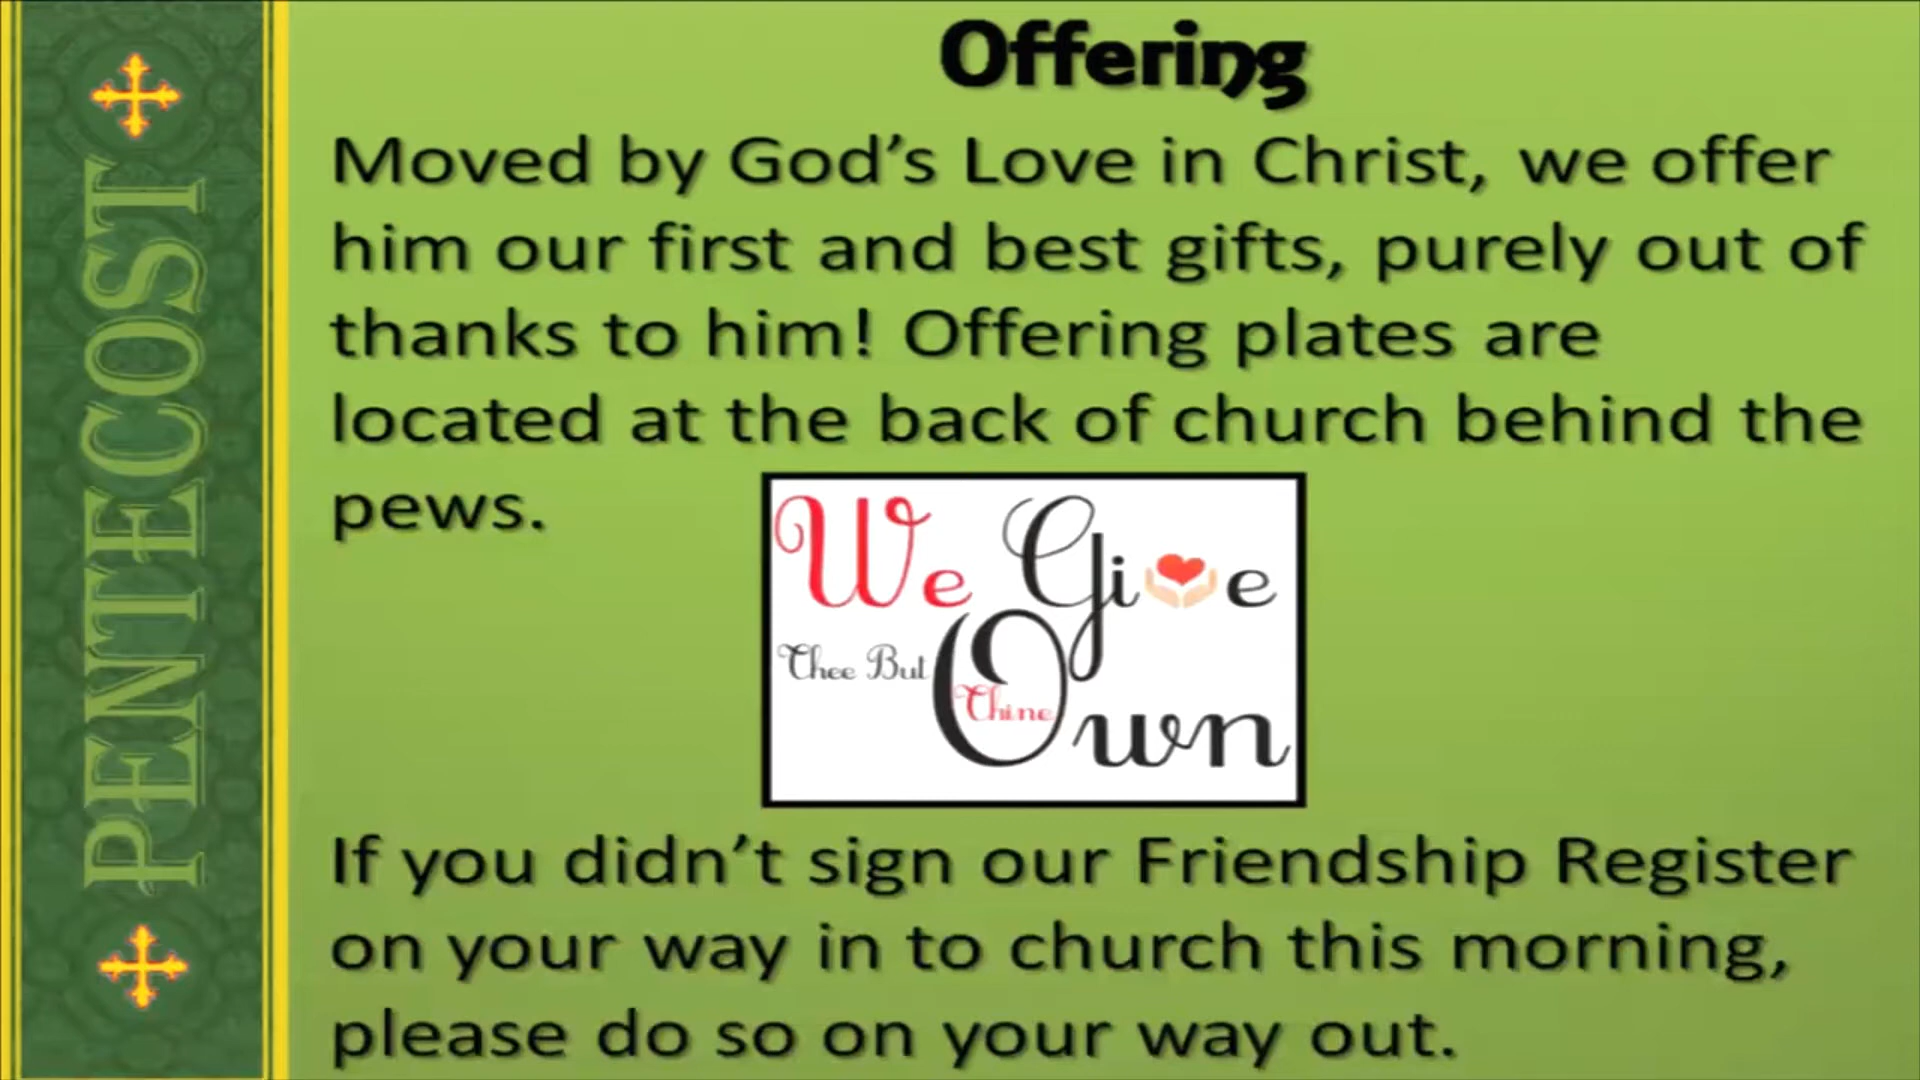 PENTECOST
Offering
Moved by God's Love in Christ, we offer
him our first and best gifts, purely out of
thanks to him! Offering plates are
located at the back of church behind the
pews.
We Give
Thee But
Thine
Own
If you didn't sign our Friendship Register
on your way in to church this morning,
please do so on your way out.